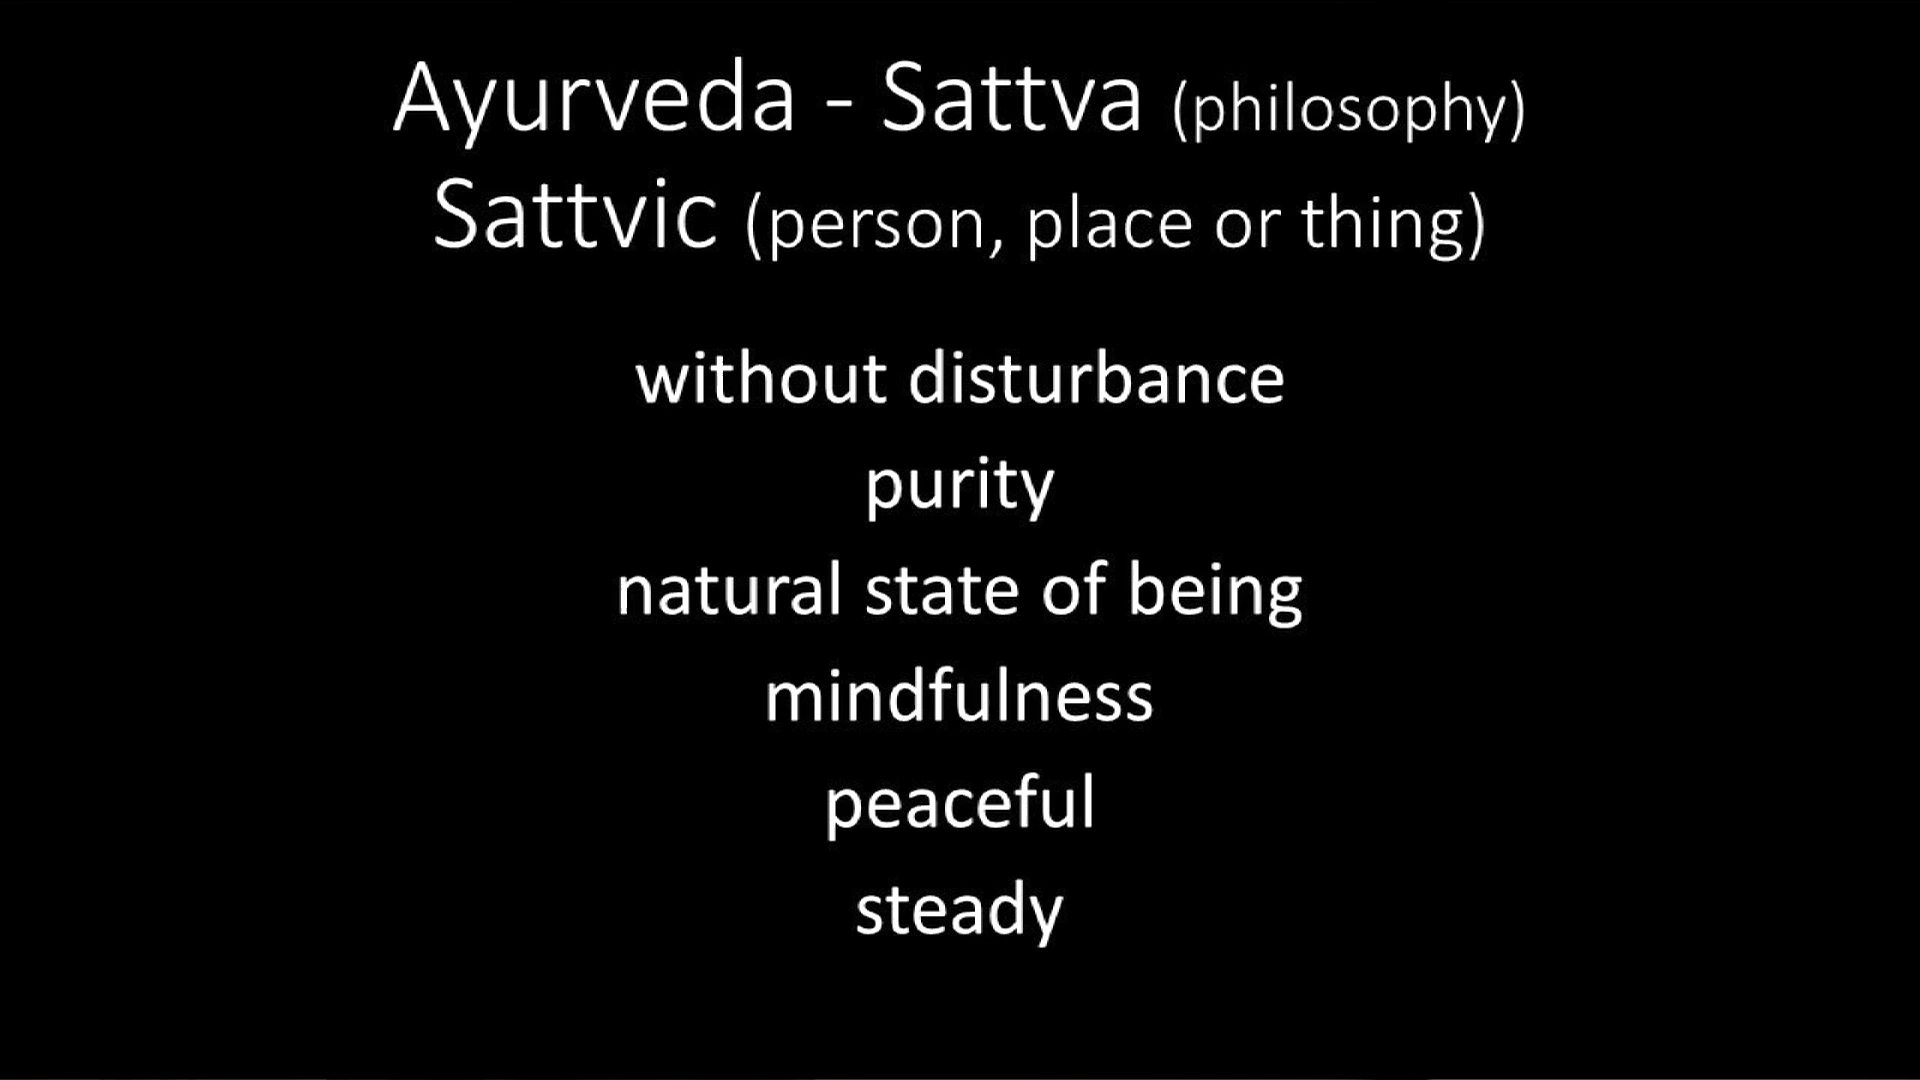 Ayurveda - Sattva (philosophy)
Sattvic (person, place or thing)
without disturbance
purity
natural state of being
mindfulness
peaceful
steady